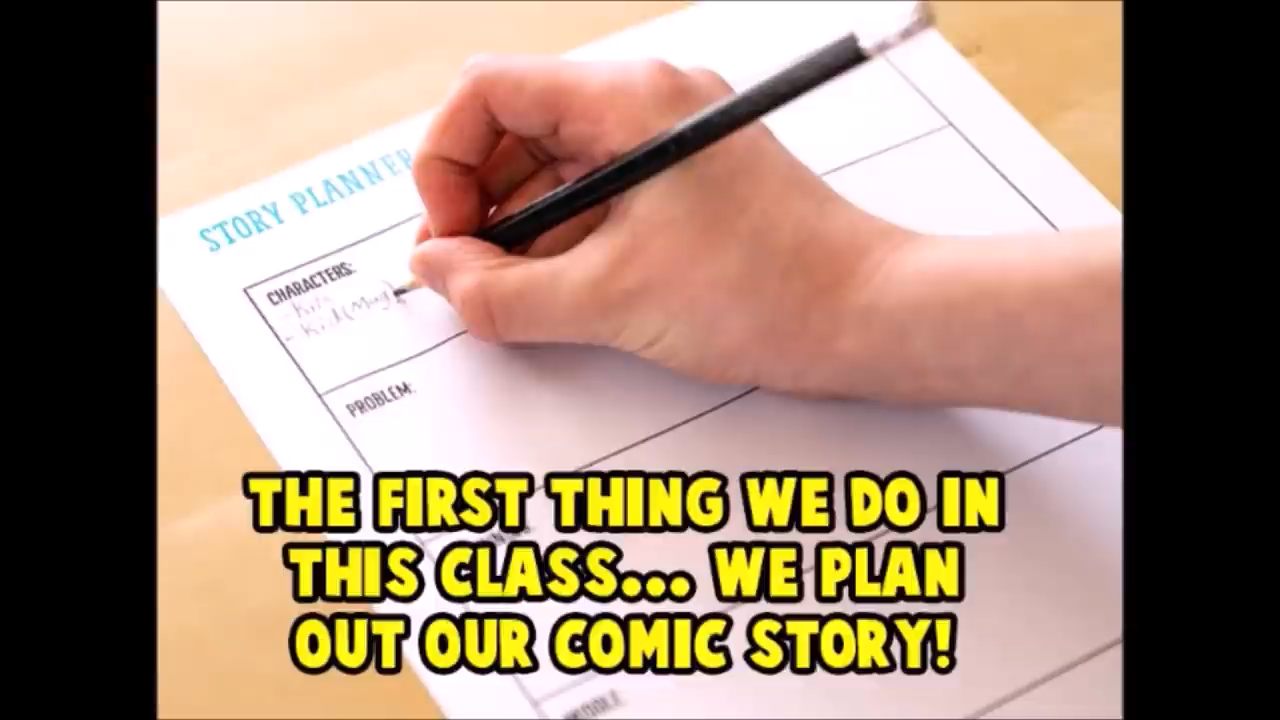 STORY PLANNER
CHARACTERS:
PROBLEM:
THE FIRST THING WE DO IN
THIS CLASS... WE PLAN
OUT OUR COMIC STORY!